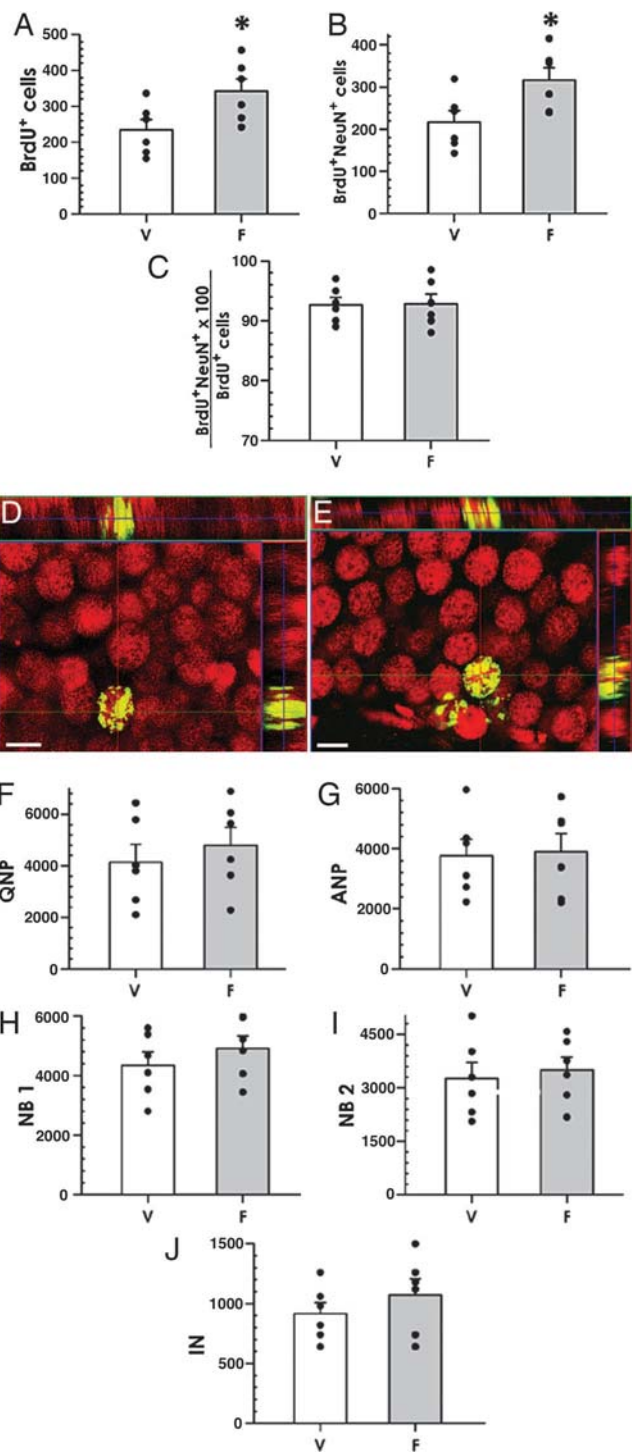 A
*
BrdU⁺ cells
500
400
300
200
100
0
V F
B
*
BrdU⁺NeuN⁺ cells
400
300
200
100
0
V F
C
BrdU⁺NeuN⁺ x 100
BrdU⁺ cells
100
90
80
70
V F
D
E
F
QNP
6000
4000
2000
0
V F
G
ANP
6000
4000
2000
0
V F
H
NB 1
6000
4000
2000
0
V F
I
NB 2
4500
3000
1500
0
V F
J
IN
1500
1000
500
0
V F